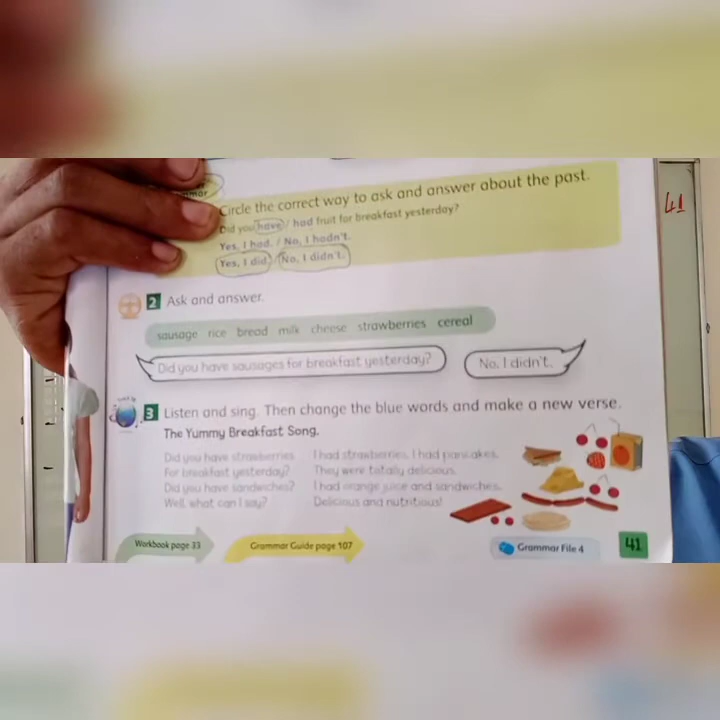 Circle the correct way to ask and answer about the past.
Did you have / had fruit for breakfast yesterday?
Yes, I had. / No, I hadn't.
Yes, I did. / No, I didn't.
2 Ask and answer.
sausage rice bread milk cheese strawberries cereal
Did you have sausages for breakfast yesterday?
No, I didn't.
3 Listen and sing. Then change the blue words and make a new verse.
The Yummy Breakfast Song.
Did you have strawberries
For breakfast yesterday?
Did you have sandwiches?
Well, what can I say?
I had strawberries, I had pancakes.
They were totally delicious.
I had orange juice and sandwiches.
Delicious and nutritious!
Workbook page 33
Grammar Guide page 107
Grammar File 4
41
41